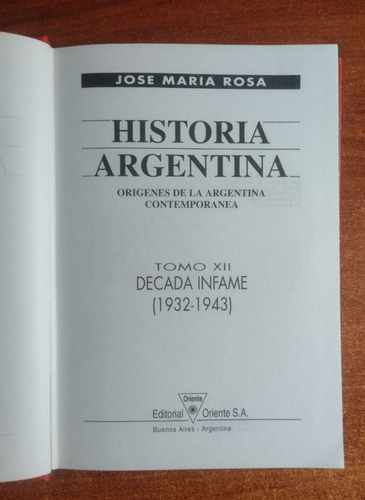 JOSE MARIA ROSA
HISTORIA
ARGENTINA
ORIGENES DE LA ARGENTINA
CONTEMPORANEA
TOMO XII
DECADA INFAME
(1932-1943)
Oriente
Editorial Oriente S.A.
Buenos Aires - Argentina